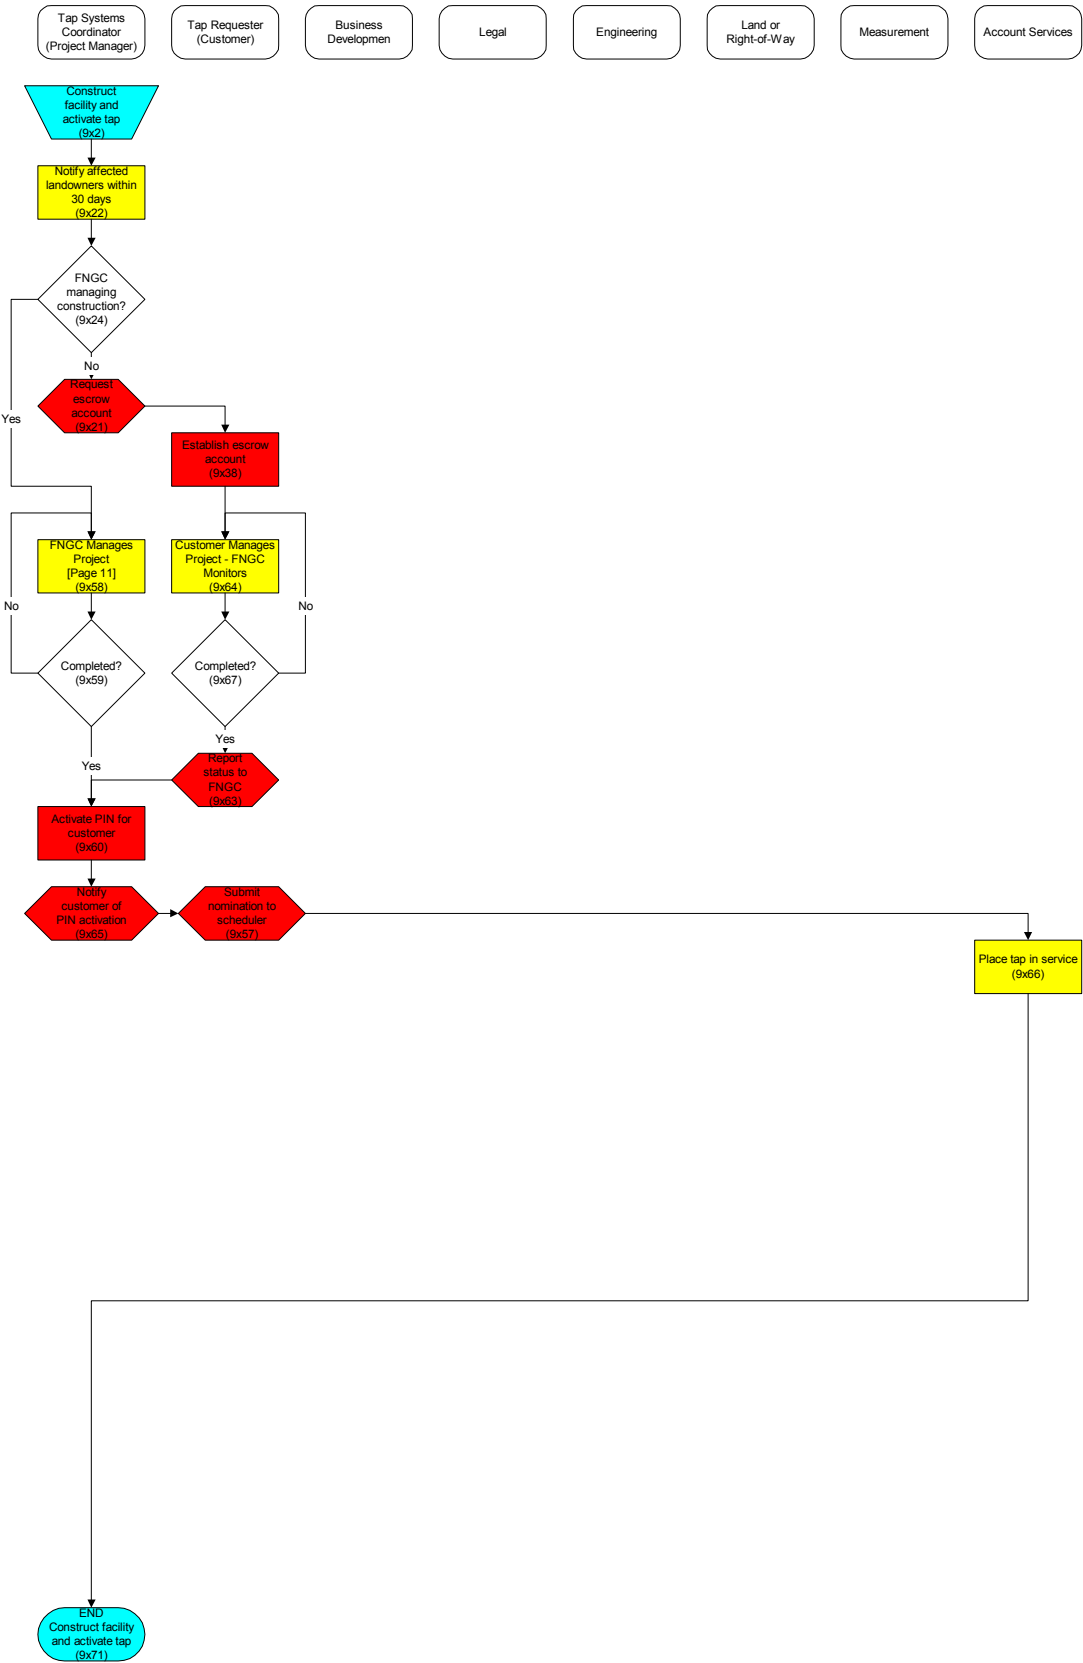 Tap Systems
Coordinator
(Project Manager)
Tap Requester
(Customer)
Business
Developmen
Legal
Engineering
Land or
Right-of-Way
Measurement
Account Services
Construct
facility and
activate tap
(9x2)
Notify affected
landowners within
30 days
(9x22)
FNGC
managing
construction?
(9x24)
No
Request
escrow
account
(9x21)
Yes
Establish escrow
account
(9x38)
FNGC Manages
Project
[Page 11]
(9x58)
Customer Manages
Project - FNGC
Monitors
(9x64)
No
No
Completed?
(9x59)
Completed?
(9x67)
Yes
Yes
Report
status to
FNGC
(9x63)
Activate PIN for
customer
(9x60)
Notify
customer of
PIN activation
(9x65)
Submit
nomination to
scheduler
(9x57)
Place tap in service
(9x66)
END
Construct facility
and activate tap
(9x71)